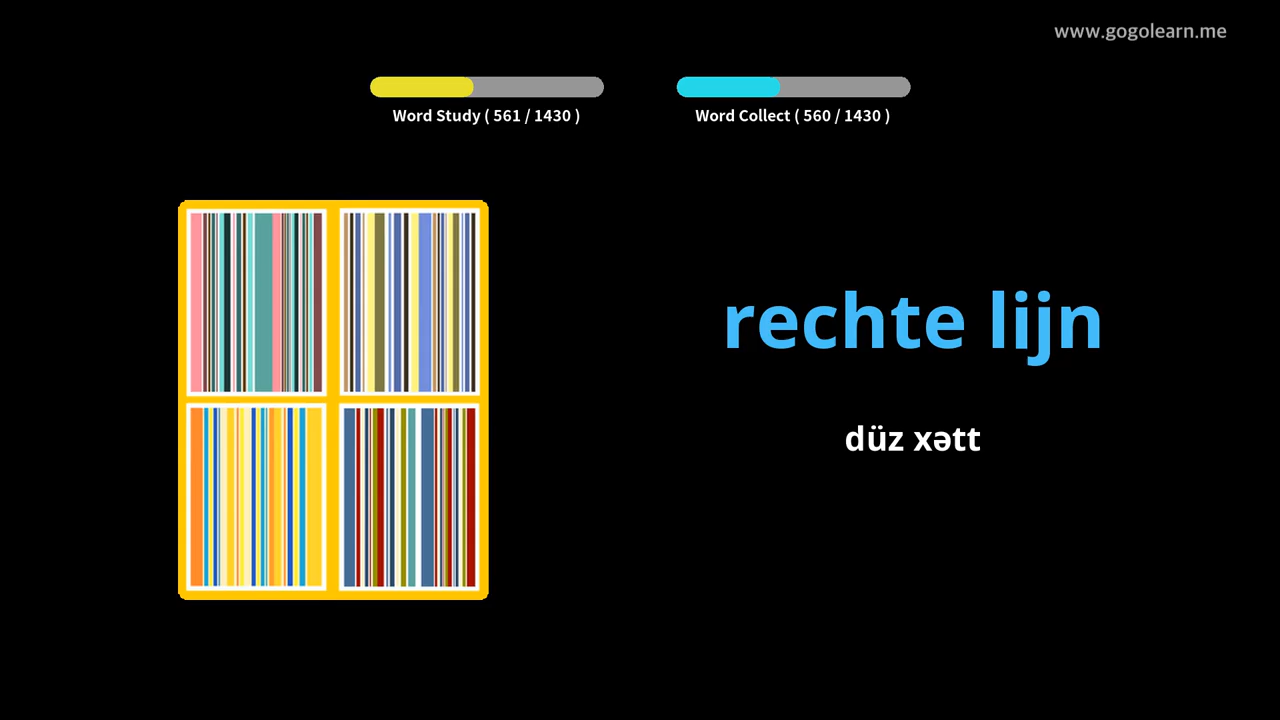 www.gogolearn.me
Word Study ( 561 / 1430 )
Word Collect ( 560 / 1430 )
rechte lijn
düz xətt